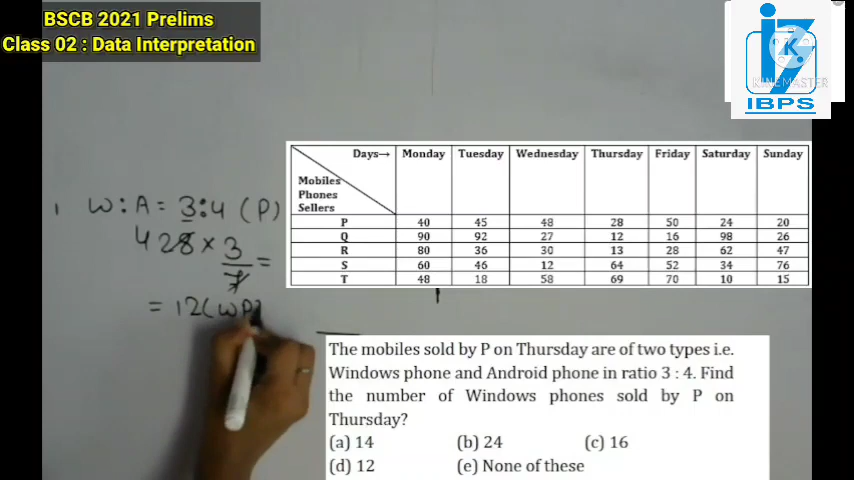 BSCB 2021 Prelims
Class 02 : Data Interpretation
K
KINEMASTER
IBPS
Days→ Monday Tuesday Wednesday Thursday Friday Saturday Sunday
Mobiles
Phones
Sellers
P 40 45 48 28 50 24 20
Q 90 92 27 12 16 98 26
R 80 36 30 13 28 62 47
S 60 46 12 64 52 34 76
T 48 18 58 69 70 10 15
1 W:A = 3:4 (P)
4 28 × 3/7 =
= 12(WP)
The mobiles sold by P on Thursday are of two types i.e.
Windows phone and Android phone in ratio 3 : 4. Find
the number of Windows phones sold by P on
Thursday?
(a) 14 (b) 24 (c) 16
(d) 12 (e) None of these